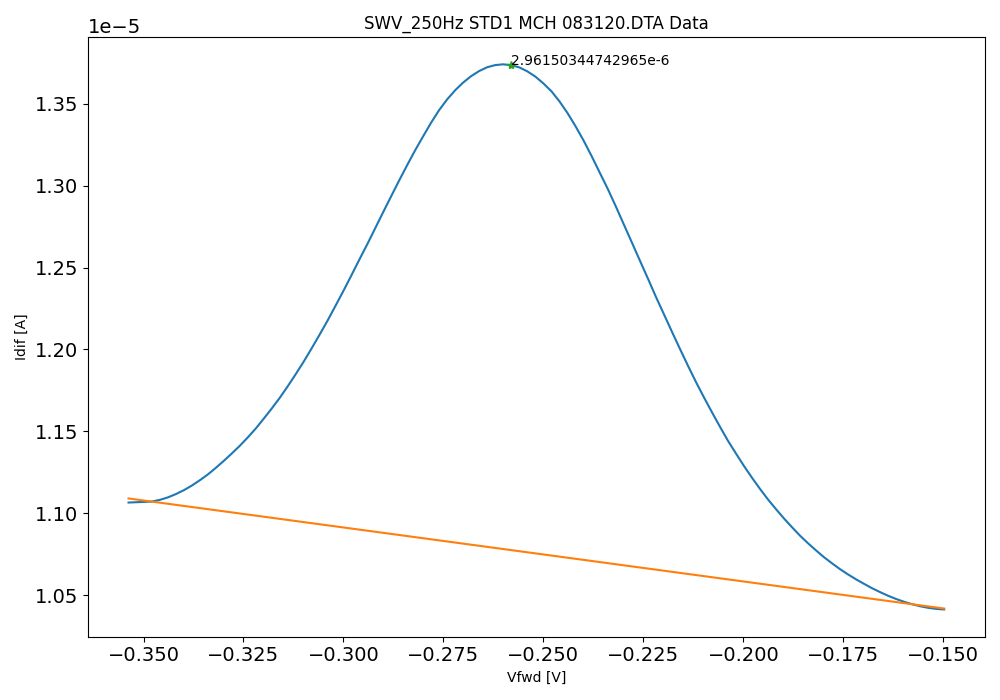 SWV_250Hz STD1 MCH 083120.DTA Data
1e−5
2.96150344742965e-6
1.35
1.30
1.25
1.20
1.15
1.10
1.05
Idif [A]
−0.350 −0.325 −0.300 −0.275 −0.250 −0.225 −0.200 −0.175 −0.150
Vfwd [V]